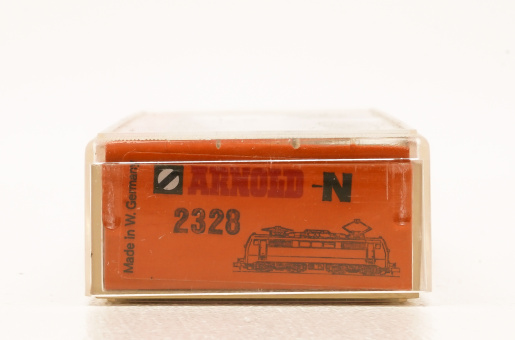 ARNOLD -N
2328
Made in W. Germany